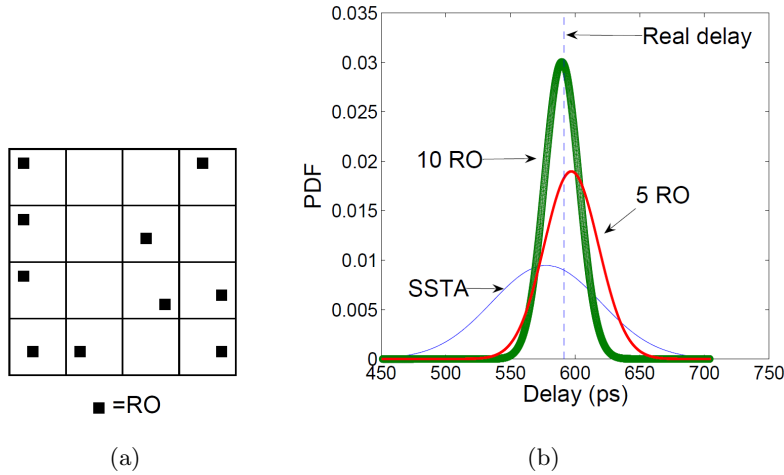 =RO
(a)
0.035
0.03
0.025
0.02
0.015
0.01
0.005
0
PDF
Real delay
10 RO
5 RO
SSTA
450 500 550 600 650 700 750
Delay (ps)
(b)